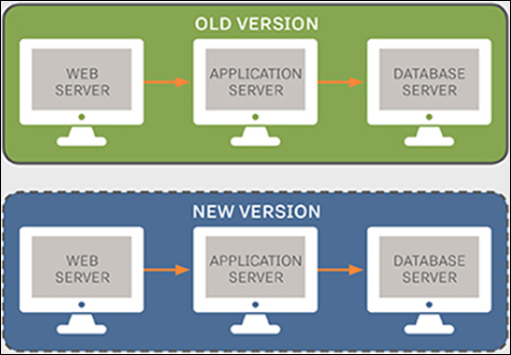 OLD VERSION
WEB
SERVER
APPLICATION
SERVER
DATABASE
SERVER
NEW VERSION
WEB
SERVER
APPLICATION
SERVER
DATABASE
SERVER